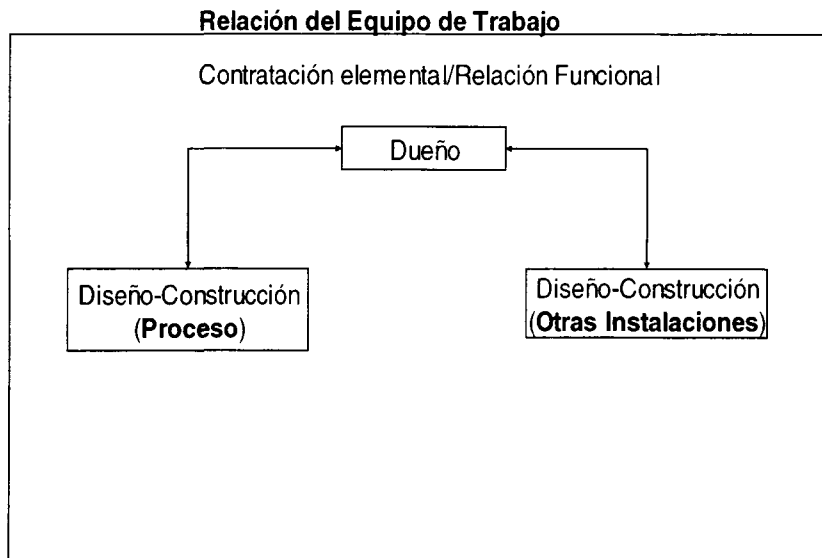 Relación del Equipo de Trabajo
Contratación elemental/Relación Funcional
Dueño
Diseño-Construcción
(Proceso)
Diseño-Construcción
(Otras Instalaciones)